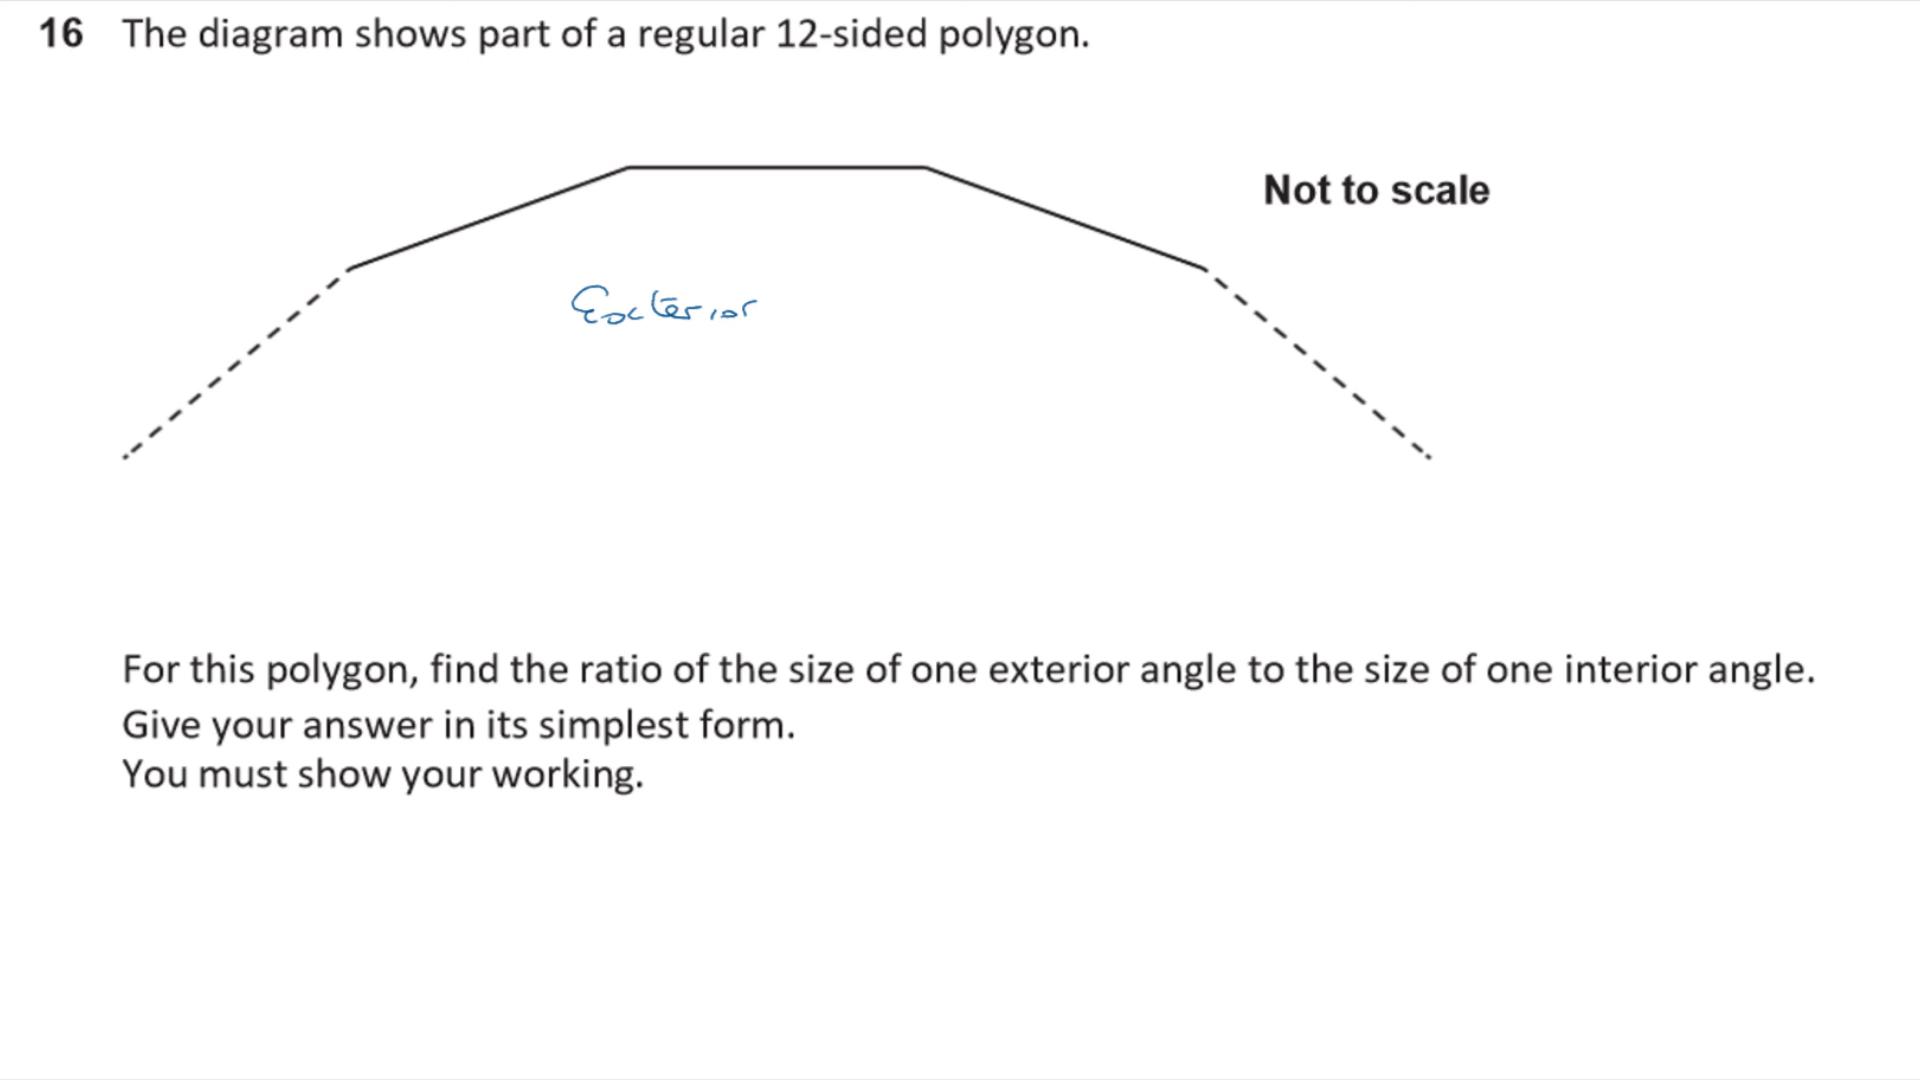 16 The diagram shows part of a regular 12-sided polygon.
Not to scale
Exterior
For this polygon, find the ratio of the size of one exterior angle to the size of one interior angle.
Give your answer in its simplest form.
You must show your working.